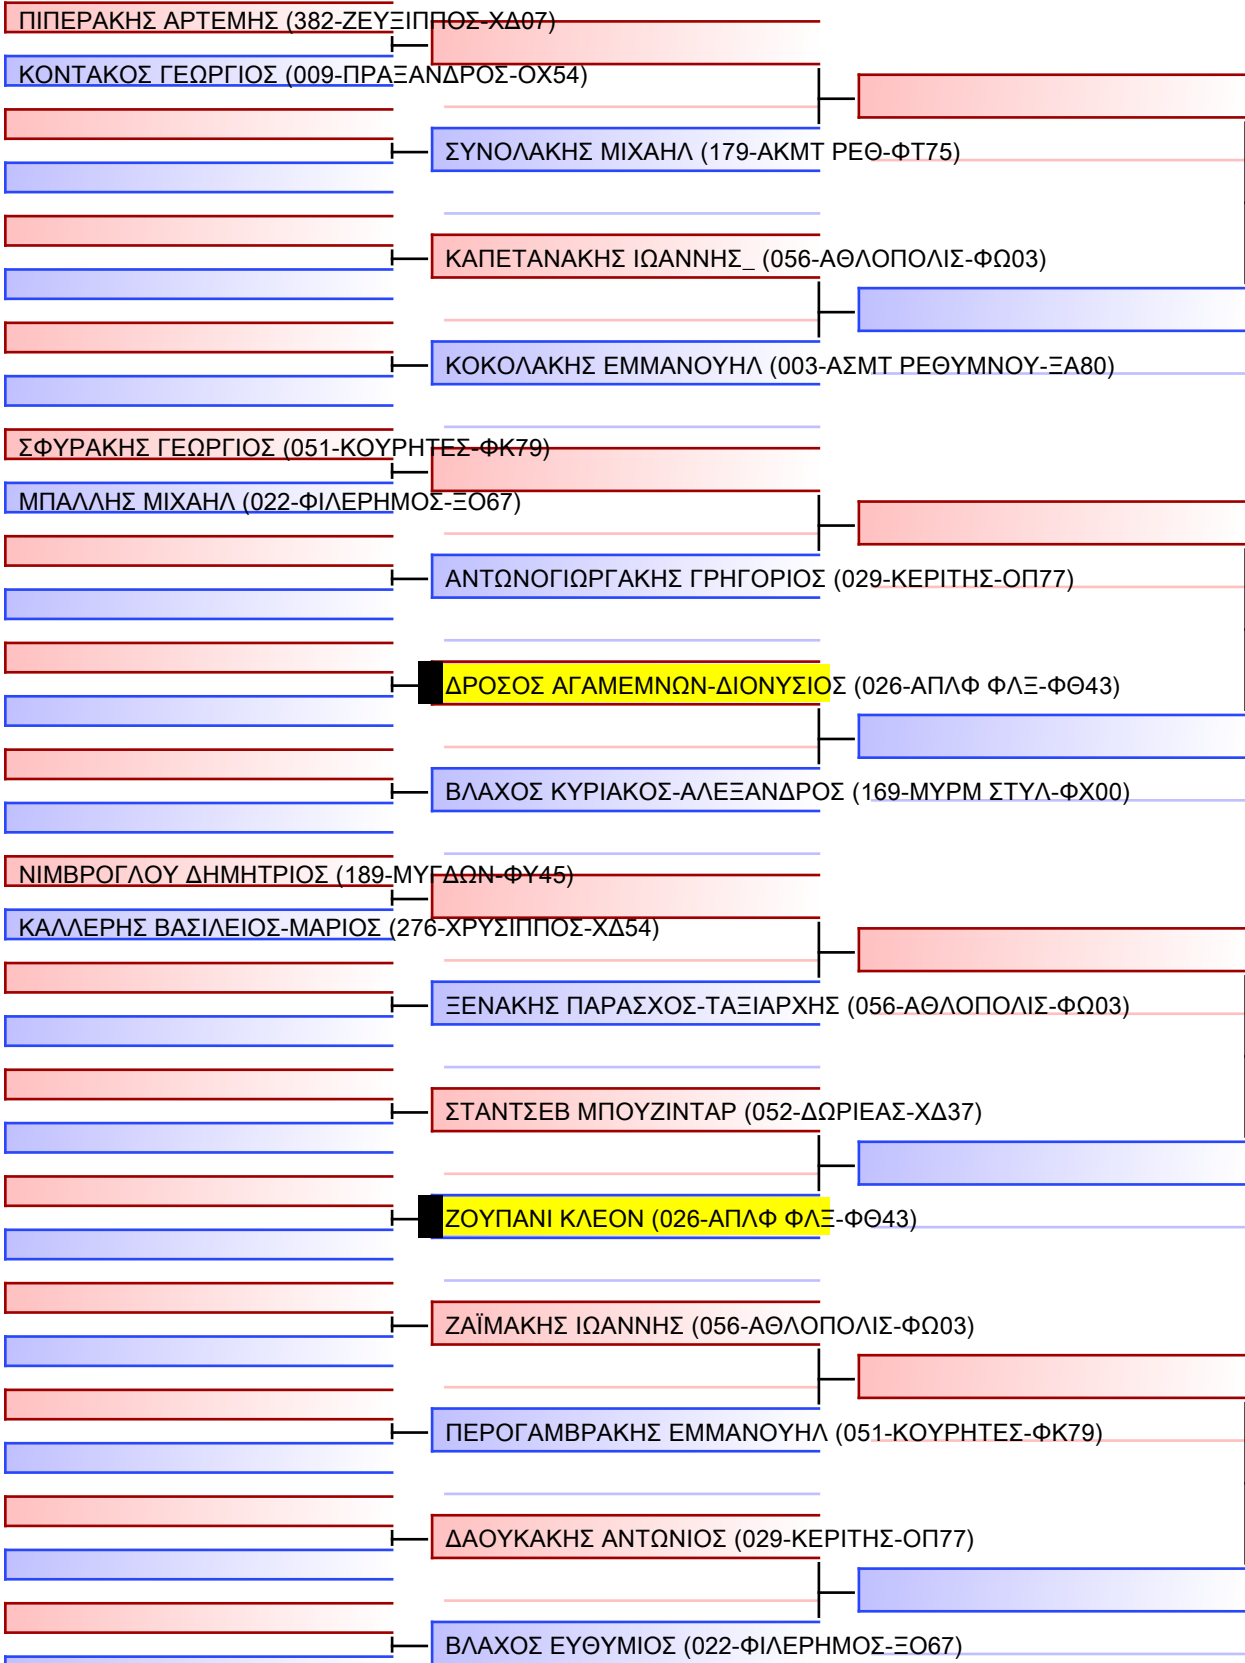 ΠΙΠΕΡΑΚΗΣ ΑΡΤΕΜΗΣ (382-ΖΕΥΞΙΠΠΟΣ-ΧΔ07)
ΚΟΝΤΑΚΟΣ ΓΕΩΡΓΙΟΣ (009-ΠΡΑΞΑΝΔΡΟΣ-ΟΧ54)
ΣΥΝΟΛΑΚΗΣ ΜΙΧΑΗΛ (179-ΑΚΜΤ ΡΕΘ-ΦΤ75)
ΚΑΠΕΤΑΝΑΚΗΣ ΙΩΑΝΝΗΣ_ (056-ΑΘΛΟΠΟΛΙΣ-ΦΩ03)
ΚΟΚΟΛΑΚΗΣ ΕΜΜΑΝΟΥΗΛ (003-ΑΣΜΤ ΡΕΘΥΜΝΟΥ-ΞΑ80)
ΣΦΥΡΑΚΗΣ ΓΕΩΡΓΙΟΣ (051-ΚΟΥΡΗΤΕΣ-ΦΚ79)
ΜΠΑΛΛΗΣ ΜΙΧΑΗΛ (022-ΦΙΛΕΡΗΜΟΣ-ΞΟ67)
ΑΝΤΩΝΟΓΙΩΡΓΑΚΗΣ ΓΡΗΓΟΡΙΟΣ (029-ΚΕΡΙΤΗΣ-ΟΠ77)
ΔΡΟΣΟΣ ΑΓΑΜΕΜΝΩΝ-ΔΙΟΝΥΣΙΟΣ (026-ΑΠΛΦ ΦΛΞ-ΦΘ43)
ΒΛΑΧΟΣ ΚΥΡΙΑΚΟΣ-ΑΛΕΞΑΝΔΡΟΣ (169-ΜΥΡΜ ΣΤΥΛ-ΦΧ00)
ΝΙΜΒΡΟΓΛΟΥ ΔΗΜΗΤΡΙΟΣ (189-ΜΥΓΔΩΝ-ΦΥ45)
ΚΑΛΛΕΡΗΣ ΒΑΣΙΛΕΙΟΣ-ΜΑΡΙΟΣ (276-ΧΡΥΣΙΠΠΟΣ-ΧΔ54)
ΞΕΝΑΚΗΣ ΠΑΡΑΣΧΟΣ-ΤΑΞΙΑΡΧΗΣ (056-ΑΘΛΟΠΟΛΙΣ-ΦΩ03)
ΣΤΑΝΤΣΕΒ ΜΠΟΥΖΙΝΤΑΡ (052-ΔΩΡΙΕΑΣ-ΧΔ37)
ΖΟΥΠΑΝΙ ΚΛΕΟΝ (026-ΑΠΛΦ ΦΛΞ-ΦΘ43)
ΖΑΪΜΑΚΗΣ ΙΩΑΝΝΗΣ (056-ΑΘΛΟΠΟΛΙΣ-ΦΩ03)
ΠΕΡΟΓΑΜΒΡΑΚΗΣ ΕΜΜΑΝΟΥΗΛ (051-ΚΟΥΡΗΤΕΣ-ΦΚ79)
ΔΑΟΥΚΑΚΗΣ ΑΝΤΩΝΙΟΣ (029-ΚΕΡΙΤΗΣ-ΟΠ77)
ΒΛΑΧΟΣ ΕΥΘΥΜΙΟΣ (022-ΦΙΛΕΡΗΜΟΣ-ΞΟ67)